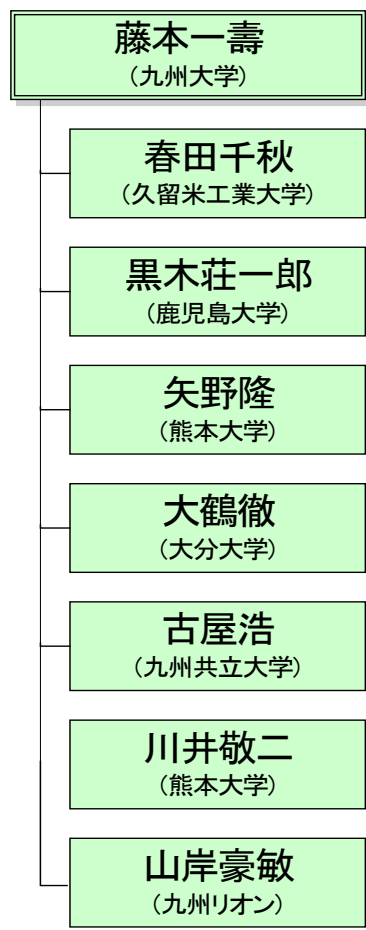 藤本一壽
(九州大学)
春田千秋
(久留米工業大学)
黒木荘一郎
(鹿児島大学)
矢野隆
(熊本大学)
大鶴徹
(大分大学)
古屋浩
(九州共立大学)
川井敬二
(熊本大学)
山岸豪敏
(九州リオン)